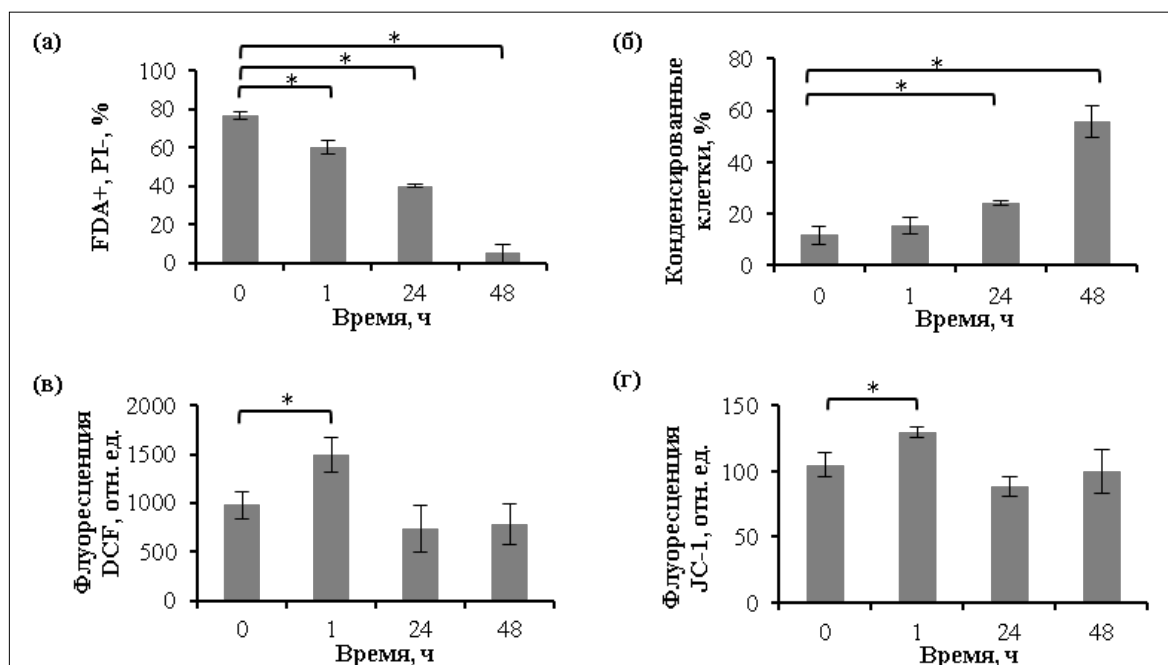 (а)
*
*
*
FDA+, PI-, %
100
80
60
40
20
0
0 1 24 48
Время, ч
(б)
*
*
Конденсированные
клетки, %
80
60
40
20
0
0 1 24 48
Время, ч
(в)
*
Флуоресценция
DCF, отн. ед.
2000
1500
1000
500
0
0 1 24 48
Время, ч
(г)
*
Флуоресценция
JC-1, отн. ед.
150
100
50
0
0 1 24 48
Время, ч